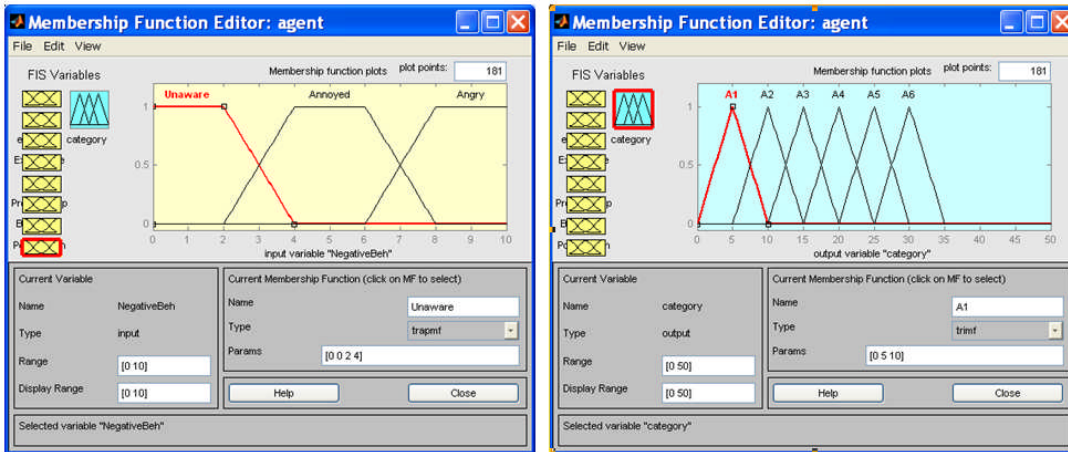 Membership Function Editor: agent
File Edit View
FIS Variables
Membership function plots
plot points:
181
category
Unaware
Annoyed
Angry
1
0.5
0
0 1 2 3 4 5 6 7 8 9 10
input variable "NegativeBeh"
Current Variable
Name NegativeBeh
Type input
Range [0 10]
Display Range [0 10]
Current Membership Function (click on MF to select)
Name Unaware
Type trapmf
Params [0 0 2 4]
Help
Close
Selected variable "NegativeBeh"
Membership Function Editor: agent
File Edit View
FIS Variables
Membership function plots
plot points:
181
category
A1 A2 A3 A4 A5 A6
1
0.5
0
0 5 10 15 20 25 30 35 40 45 50
output variable "category"
Current Variable
Name category
Type output
Range [0 50]
Display Range [0 50]
Current Membership Function (click on MF to select)
Name A1
Type trimf
Params [0 5 10]
Help
Close
Selected variable "category"